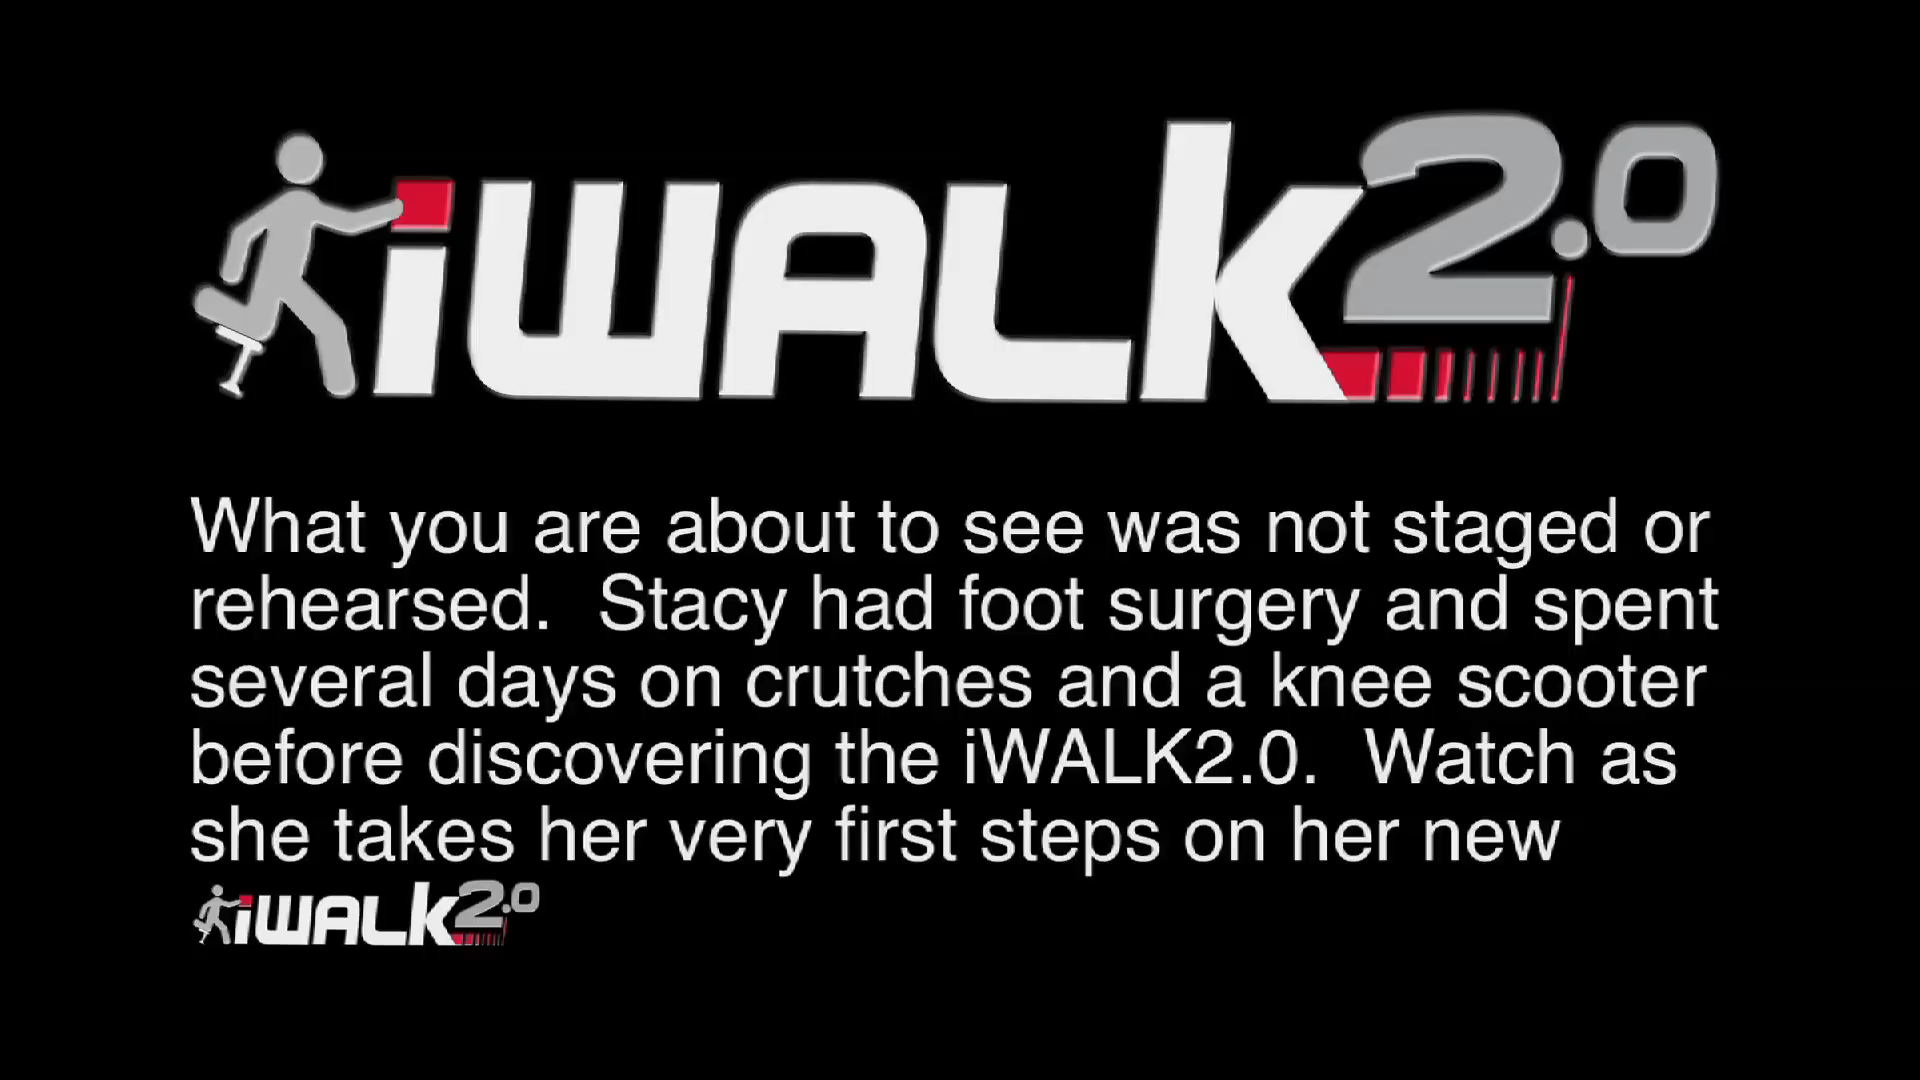 iWALK2.0
What you are about to see was not staged or
rehearsed.  Stacy had foot surgery and spent
several days on crutches and a knee scooter
before discovering the iWALK2.0.  Watch as
she takes her very first steps on her new
iWALK2.0